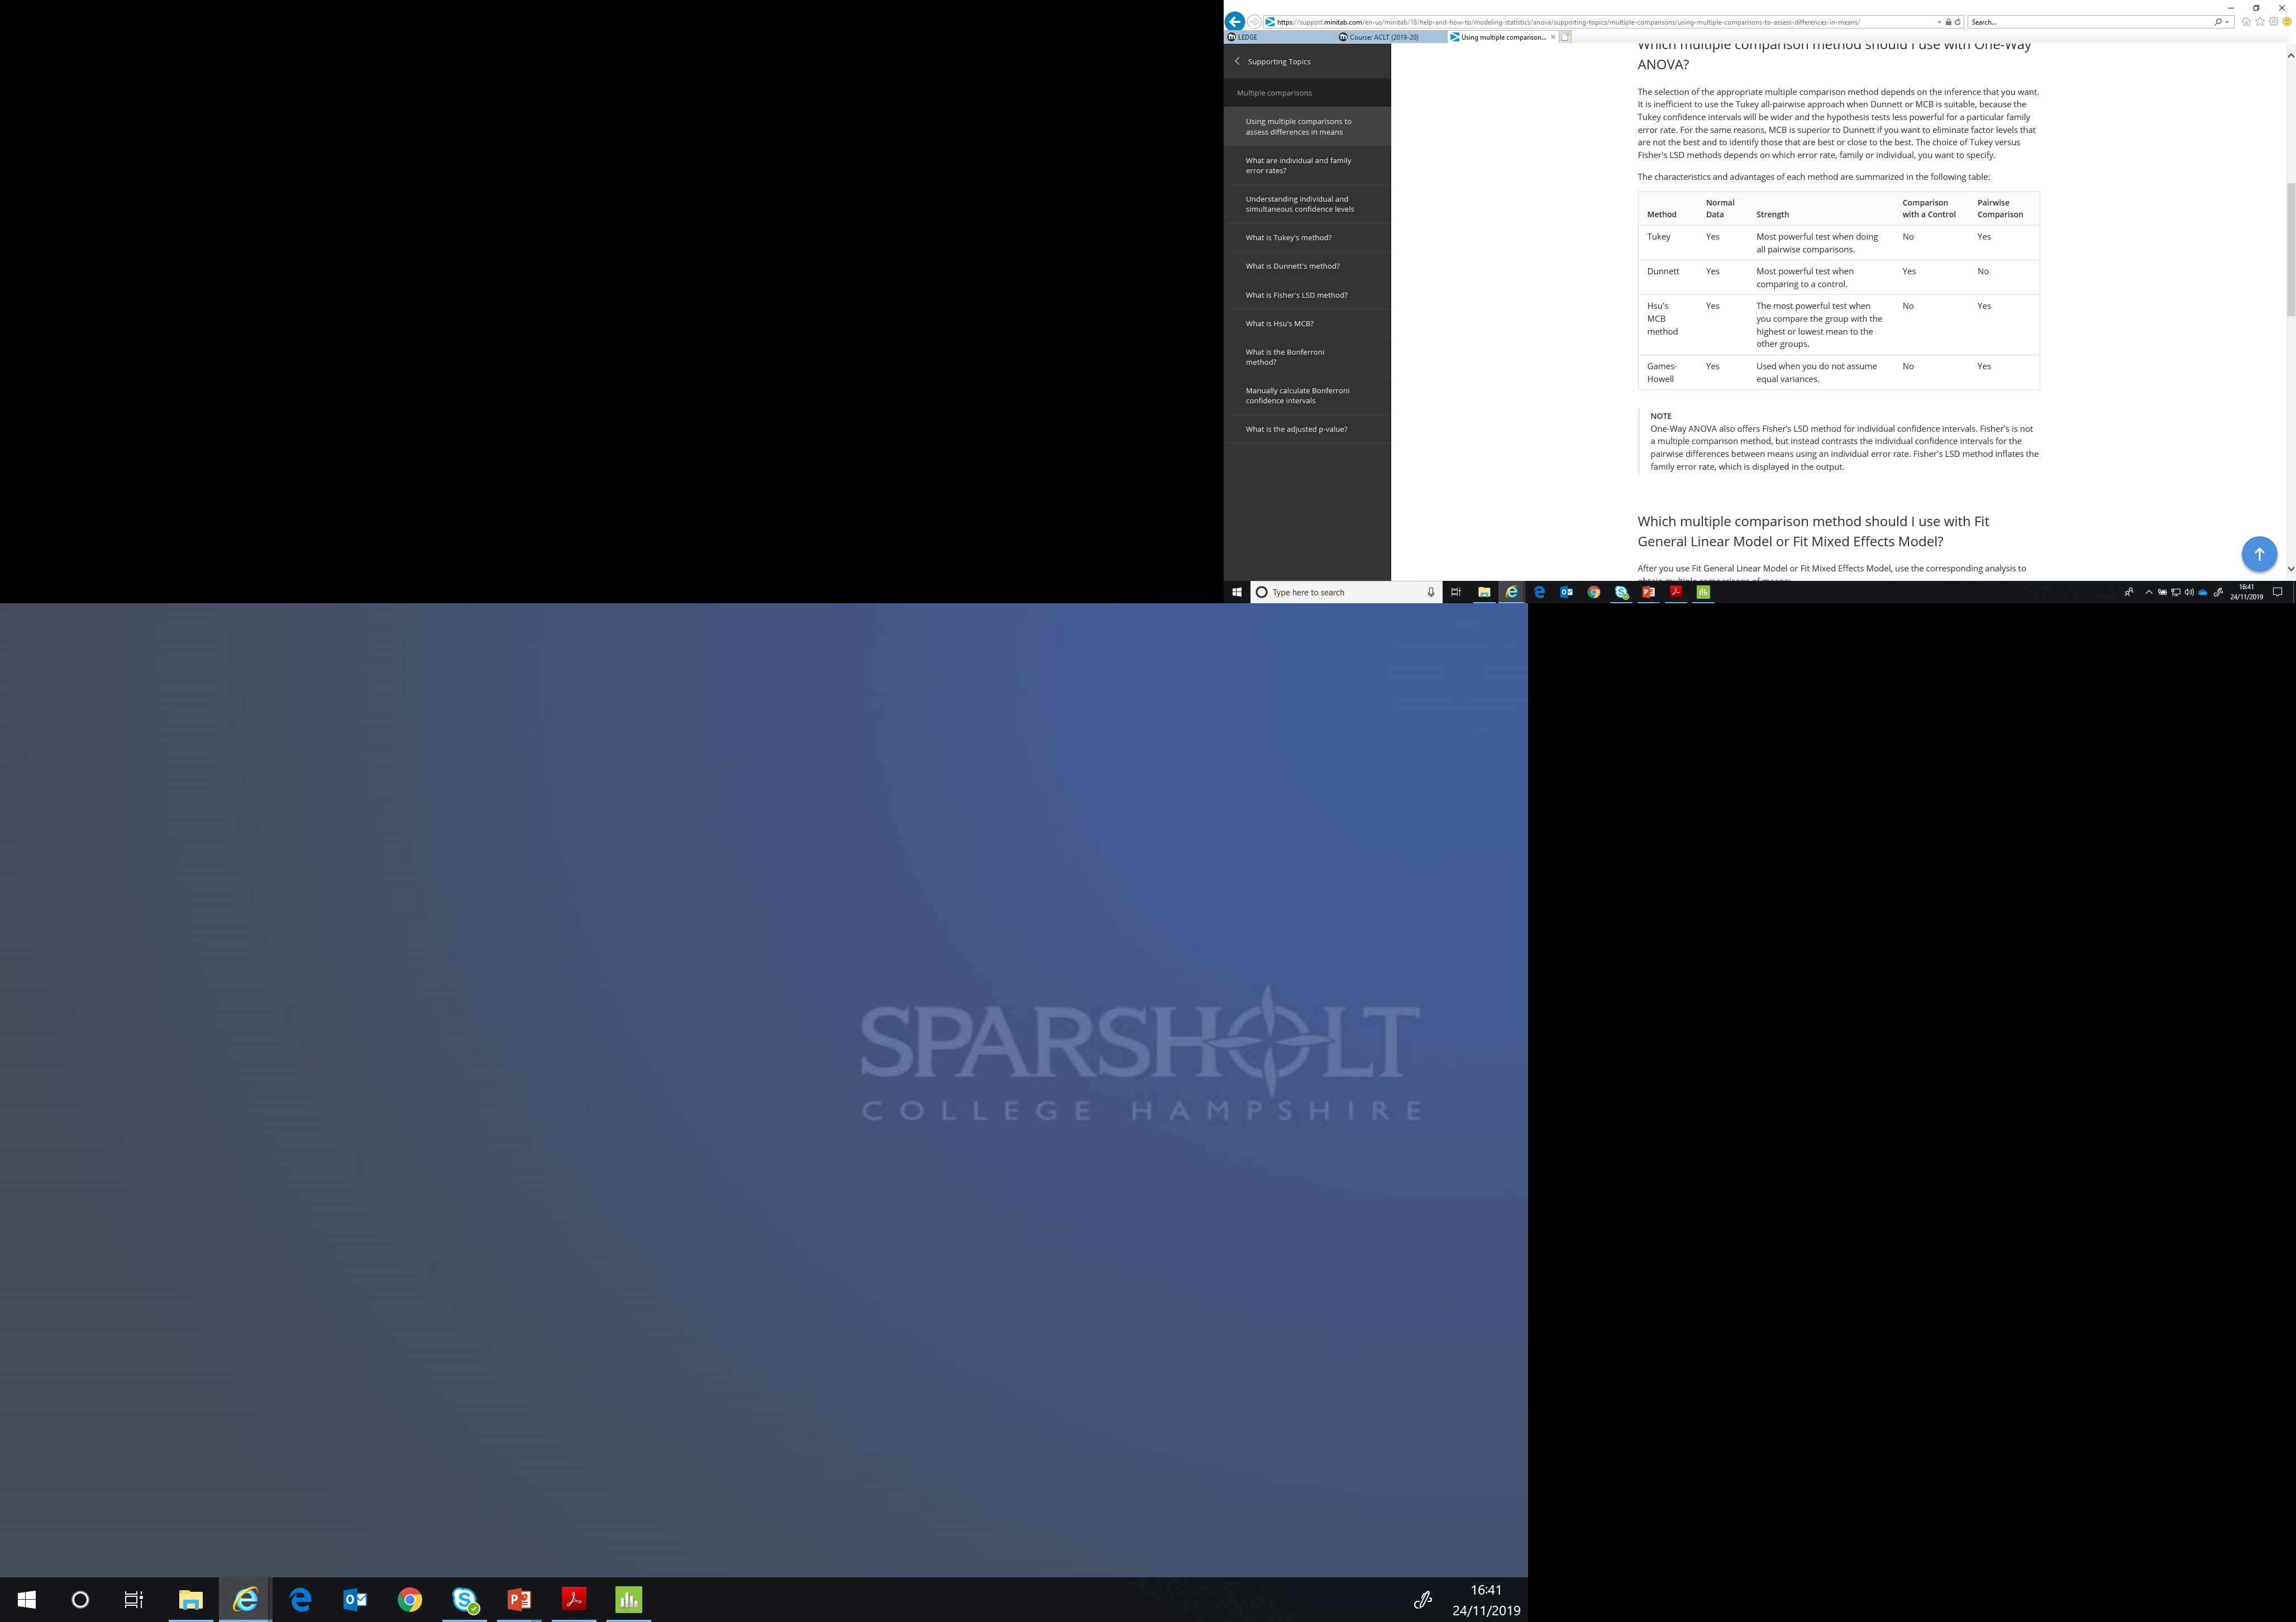 https://support.minitab.com/en-us/minitab/18/help-and-how-to/modeling-statistics/anova/supporting-topics/multiple-comparisons/using-multiple-comparisons-to-assess-differences-in-means/
Search...
LEDGE
Course: ACLT (2019-20)
Using multiple comparison...
Supporting Topics
Multiple comparisons
Using multiple comparisons to
assess differences in means
What are individual and family
error rates?
Understanding individual and
simultaneous confidence levels
What is Tukey's method?
What is Dunnett's method?
What is Fisher's LSD method?
What is Hsu's MCB?
What is the Bonferroni
method?
Manually calculate Bonferroni
confidence intervals
What is the adjusted p-value?
Which multiple comparison method should I use with One-Way
ANOVA?
The selection of the appropriate multiple comparison method depends on the inference that you want.
It is inefficient to use the Tukey all-pairwise approach when Dunnett or MCB is suitable, because the
Tukey confidence intervals will be wider and the hypothesis tests less powerful for a particular family
error rate. For the same reasons, MCB is superior to Dunnett if you want to eliminate factor levels that
are not the best and to identify those that are best or close to the best. The choice of Tukey versus
Fisher's LSD methods depends on which error rate, family or individual, you want to specify.
The characteristics and advantages of each method are summarized in the following table:
Normal Comparison Pairwise
Method Data Strength with a Control Comparison
Tukey Yes Most powerful test when doing No Yes
all pairwise comparisons.
Dunnett Yes Most powerful test when Yes No
comparing to a control.
Hsu's Yes The most powerful test when No Yes
MCB you compare the group with the
method highest or lowest mean to the
other groups.
Games- Yes Used when you do not assume No Yes
Howell equal variances.
NOTE
One-Way ANOVA also offers Fisher's LSD method for individual confidence intervals. Fisher's is not
a multiple comparison method, but instead contrasts the individual confidence intervals for the
pairwise differences between means using an individual error rate. Fisher's LSD method inflates the
family error rate, which is displayed in the output.
Which multiple comparison method should I use with Fit
General Linear Model or Fit Mixed Effects Model?
After you use Fit General Linear Model or Fit Mixed Effects Model, use the corresponding analysis to
obtain multiple comparisons of means:
Type here to search
16:41
24/11/2019
SPARSHOLT
COLLEGE HAMPSHIRE
16:41
24/11/2019